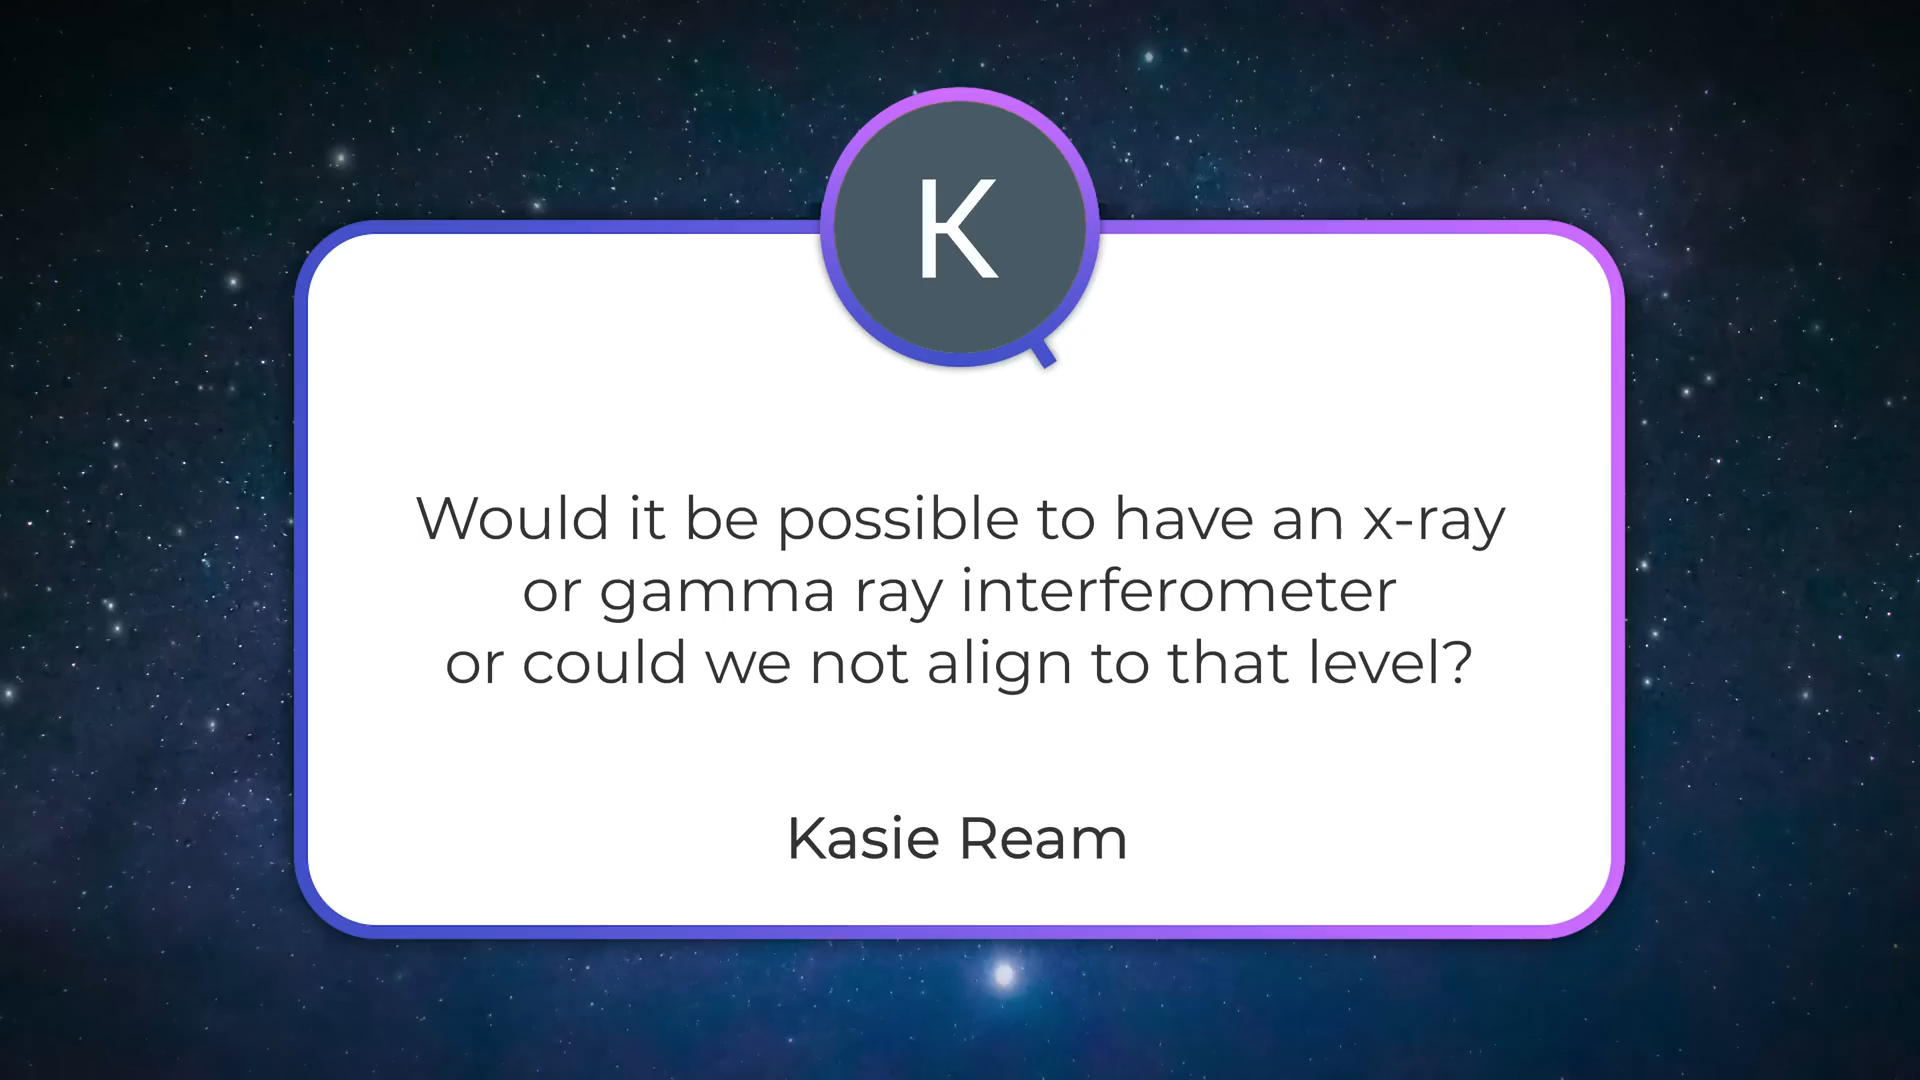 K
Would it be possible to have an x-ray
or gamma ray interferometer
or could we not align to that level?
Kasie Ream